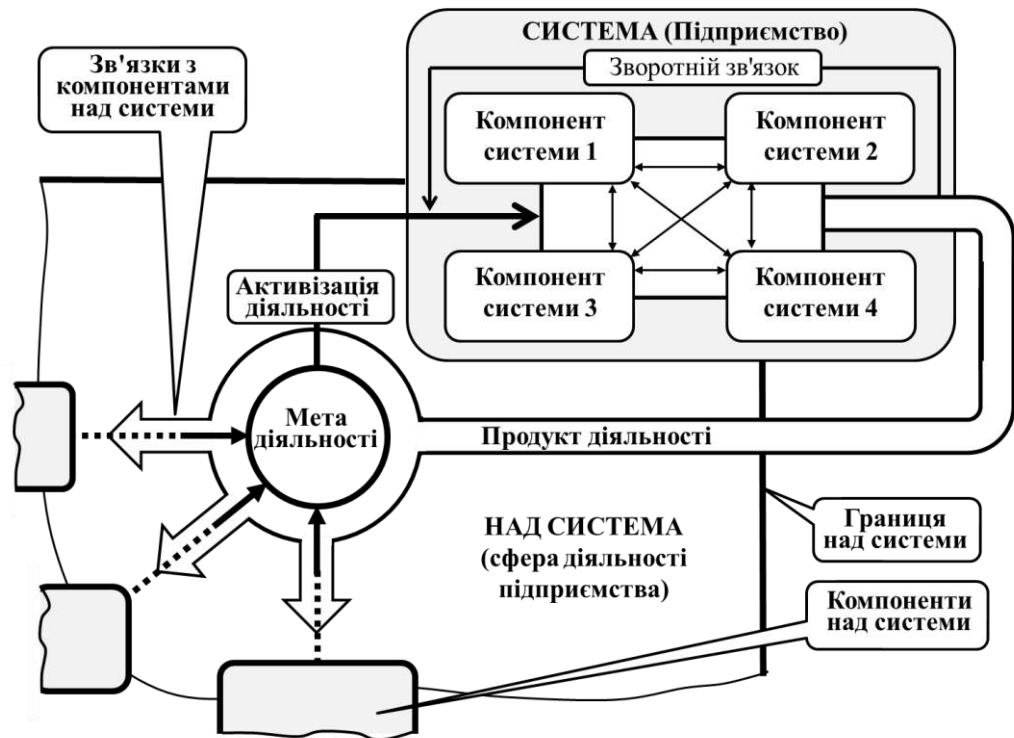 СИСТЕМА (Підприємство)
Зворотній зв'язок
Зв'язки з
компонентами
над системи
Компонент
системи 1
Компонент
системи 2
Компонент
системи 3
Компонент
системи 4
Активізація
діяльності
Мета
діяльності
Продукт діяльності
НАД СИСТЕМА
(сфера діяльності
підприємства)
Границя
над системи
Компоненти
над системи